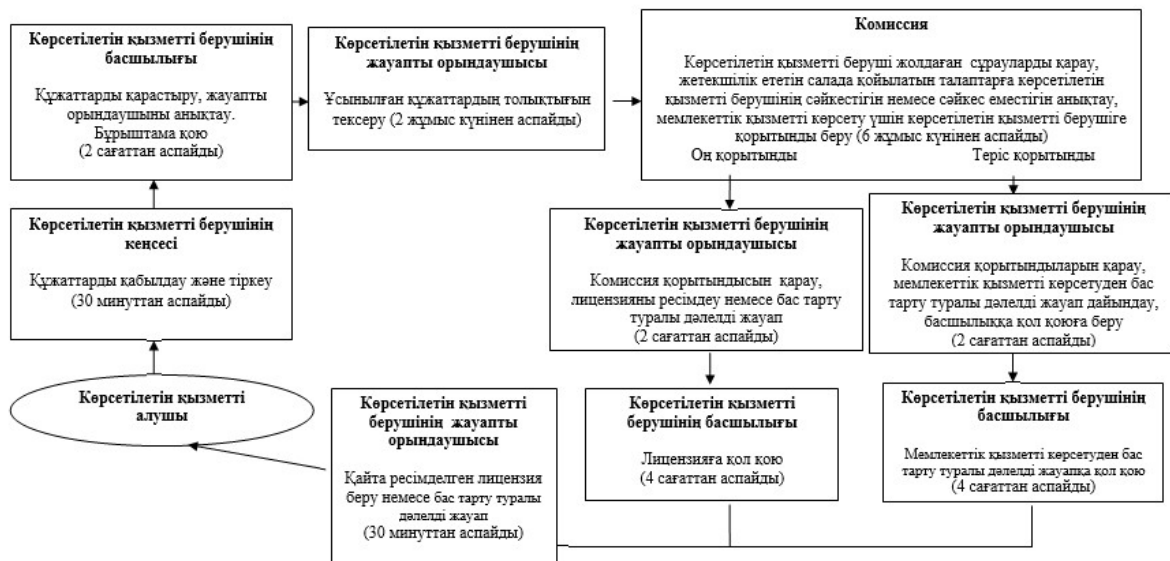 Көрсетілетін қызметті берушінің
басшылығы
Құжаттарды қарастыру, жауапты
орындаушыны анықтау.
Бұрыштама қою
(2 сағаттан аспайды)
Көрсетілетін қызметті берушінің
жауапты орындаушысы
Ұсынылған құжаттардың толықтығын
тексеру (2 жұмыс күнінен аспайды)
Комиссия
Көрсетілетін қызметті беруші жолдаған сұрауларды қарау,
жетекшілік ететін салада қойылатын талаптарға көрсетілетін
қызметті берушінің сәйкестігін немесе сәйкес еместігін анықтау,
мемлекеттік қызметті көрсету үшін көрсетілетін қызметті берушіге
қорытынды беру (6 жұмыс күнінен аспайды)
Оң қорытынды
Теріс қорытынды
Көрсетілетін қызметті берушінің
кеңсесі
Құжаттарды қабылдау және тіркеу
(30 минуттан аспайды)
Көрсетілетін қызметті берушінің
жауапты орындаушысы
Комиссия қорытындысын қарау,
лицензияны ресімдеу немесе бас тарту
туралы дәлелді жауап
(2 сағаттан аспайды)
Көрсетілетін қызметті берушінің
жауапты орындаушысы
Комиссия қорытындыларын қарау,
мемлекеттік қызметті көрсетуден бас
тарту туралы дәлелді жауап дайындау,
басшылыққа қол қоюға беру
(2 сағаттан аспайды)
Көрсетілетін қызметті
алушы
Көрсетілетін қызметті
берушінің жауапты
орындаушысы
Қайта ресімделген лицензия
беру немесе бас тарту туралы
дәлелді жауап
(30 минуттан аспайды)
Көрсетілетін қызметті
берушінің басшылығы
Лицензияға қол қою
(4 сағаттан аспайды)
Көрсетілетін қызметті берушінің
басшылығы
Мемлекеттік қызметті көрсетуден бас
тарту туралы дәлелді жауапқа қол қою
(4 сағаттан аспайды)